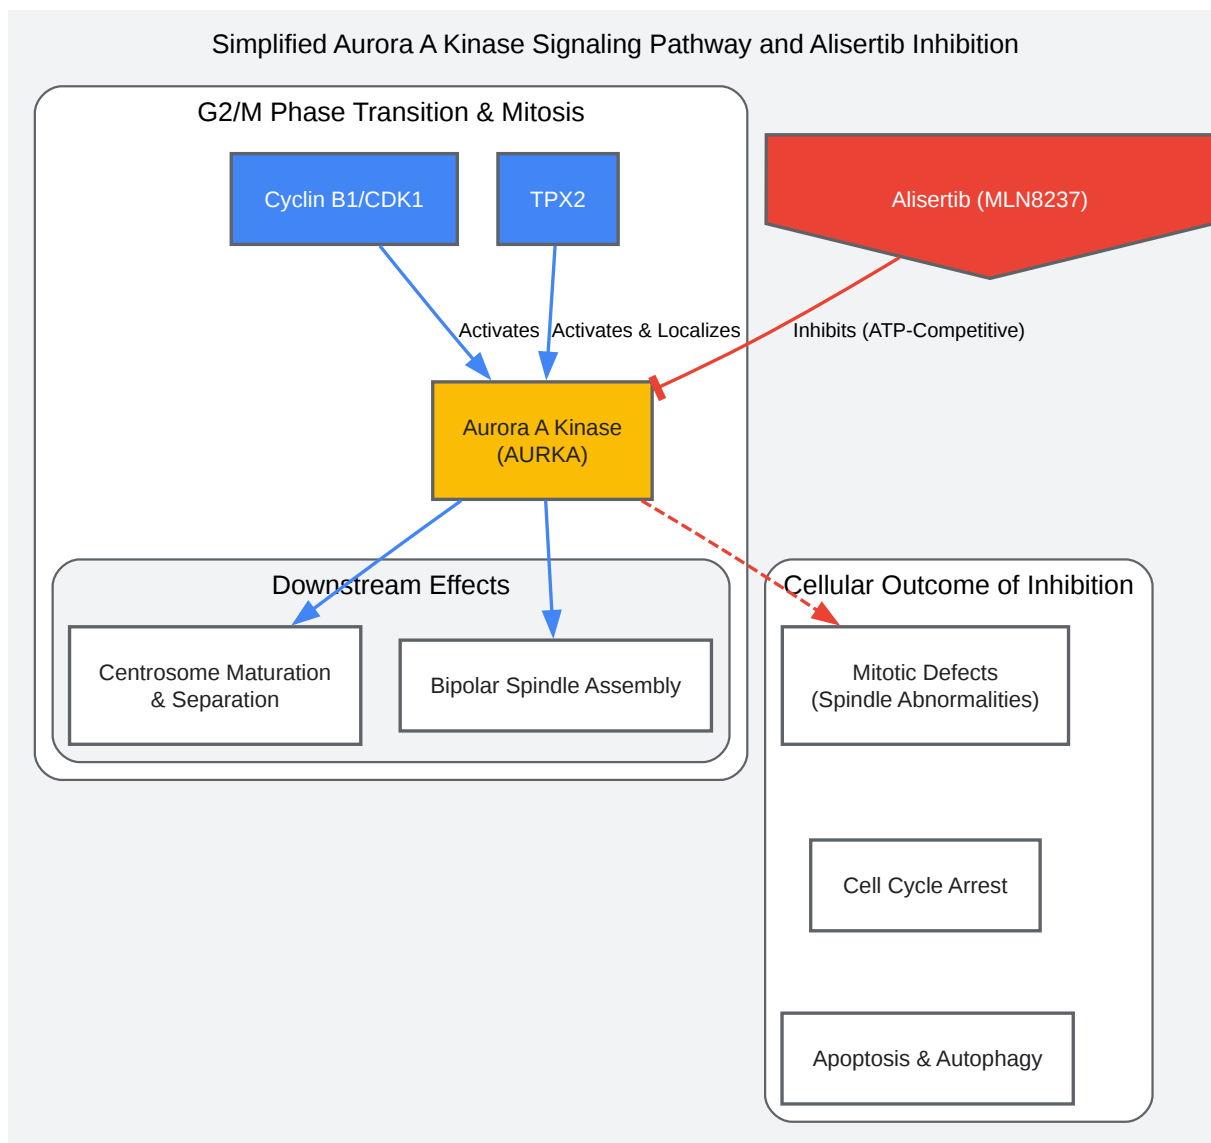 Simplified Aurora A Kinase Signaling Pathway and Alisertib Inhibition
G2/M Phase Transition & Mitosis
Cyclin B1/CDK1
TPX2
Alisertib (MLN8237)
Activates
Activates & Localizes
Inhibits (ATP-Competitive)
Aurora A Kinase
(AURKA)
Downstream Effects
Cellular Outcome of Inhibition
Centrosome Maturation
& Separation
Bipolar Spindle Assembly
Mitotic Defects
(Spindle Abnormalities)
Cell Cycle Arrest
Apoptosis & Autophagy